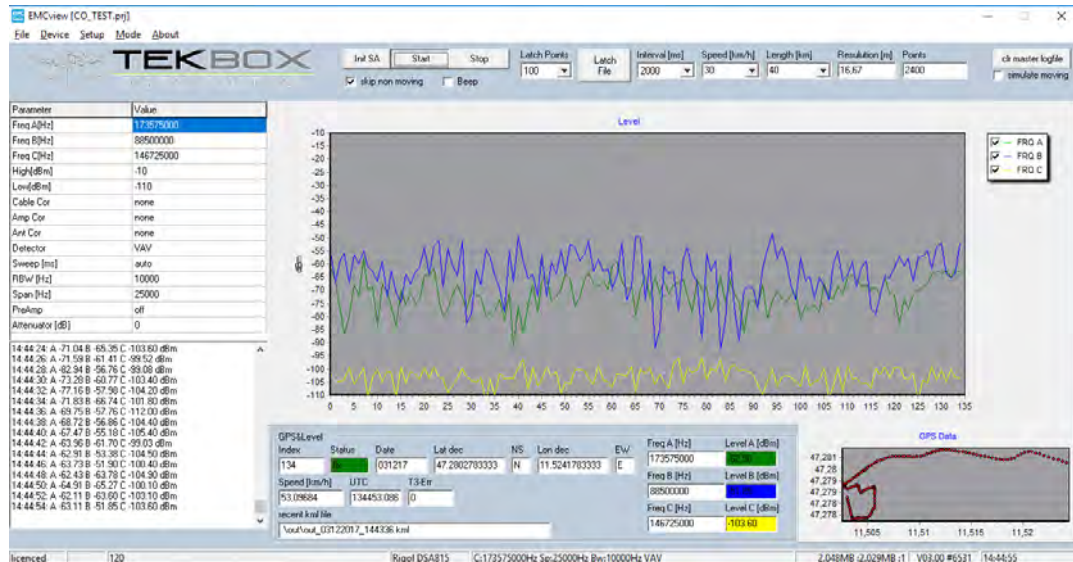 EMCview [CO_TEST.prj]
File Device Setup Mode About
TEKBOX
Init SA Start Stop
skip non moving Beep
Latch Points
100
Latch File
Interval [ms] Speed [km/h] Length [km] Resolution [m] Points
2000 30 40 16,67 2400
clr master logfile
simulate moving
Parameter Value
Freq A[Hz] 173575000
Freq B[Hz] 88500000
Freq C[Hz] 146725000
High[dBm] -10
Low[dBm] -110
Cable Cor none
Amp Cor none
Ant Cor none
Detector VAV
Sweep [ms] auto
RBW [Hz] 10000
Span [Hz] 25000
PreAmp off
Attenuator [dB] 0
14:44:24: A -71.04 B -65.35 C -103.60 dBm
14:44:26: A -71.59 B -61.41 C -99.52 dBm
14:44:28: A -82.94 B -56.76 C -99.08 dBm
14:44:30: A -73.28 B -60.77 C -103.40 dBm
14:44:32: A -77.16 B -57.98 C -104.20 dBm
14:44:34: A -71.83 B -66.74 C -101.80 dBm
14:44:36: A -69.75 B -57.76 C -112.00 dBm
14:44:38: A -68.72 B -56.86 C -104.40 dBm
14:44:40: A -67.47 B -55.18 C -105.40 dBm
14:44:42: A -63.96 B -61.70 C -99.03 dBm
14:44:44: A -62.91 B -53.38 C -104.50 dBm
14:44:46: A -63.73 B -51.90 C -100.40 dBm
14:44:48: A -62.43 B -63.78 C -104.90 dBm
14:44:50: A -64.91 B -65.27 C -100.10 dBm
14:44:52: A -62.11 B -63.60 C -103.10 dBm
14:44:54: A -63.11 B -51.85 C -103.60 dBm
Level
dBm
-10
-15
-20
-25
-30
-35
-40
-45
-50
-55
-60
-65
-70
-75
-80
-85
-90
-95
-100
-105
-110
0 5 10 15 20 25 30 35 40 45 50 55 60 65 70 75 80 85 90 95 100 105 110 115 120 125 130 135
FRQ A
FRQ B
FRQ C
GPS&Level
Index Status Date Lat dec NS Lon dec EW
134 031217 47.2802783333 N 11.5241783333 E
Speed [km/h] UTC T3-Err
53.09684 134453.086 0
recent kml file
\out\out_03122017_144336.kml
Freq A [Hz] Level A [dBm]
173575000
Freq B [Hz] Level B [dBm]
88500000
Freq C [Hz] Level C [dBm]
146725000 -103.60
GPS Data
47,281
47,28
47,279
47,279
47,278
47,278
11,505 11,51 11,515 11,52
licenced 120 Rigol DSA815 C:173575000Hz Sp:25000Hz Bw:10000Hz VAV 2.048MB :2.029MB :1 V03.00 #6531 14:44:55